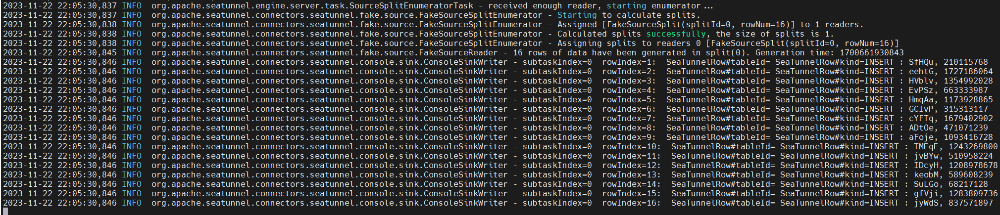 2023-11-22 22:05:30,837 INFO  org.apache.seatunnel.engine.server.task.SourceSplitEnumeratorTask - received enough reader, starting enumerator...
2023-11-22 22:05:30,837 INFO  org.apache.seatunnel.connectors.seatunnel.fake.source.FakeSourceSplitEnumerator - Starting to calculate splits.
2023-11-22 22:05:30,838 INFO  org.apache.seatunnel.connectors.seatunnel.fake.source.FakeSourceSplitEnumerator - Assigned [FakeSourceSplit(splitId=0, rowNum=16)] to 1 readers.
2023-11-22 22:05:30,838 INFO  org.apache.seatunnel.connectors.seatunnel.fake.source.FakeSourceSplitEnumerator - Calculated splits successfully, the size of splits is 1.
2023-11-22 22:05:30,838 INFO  org.apache.seatunnel.connectors.seatunnel.fake.source.FakeSourceSplitEnumerator - Assigning splits to readers 0 [FakeSourceSplit(splitId=0, rowNum=16)]
2023-11-22 22:05:30,845 INFO  org.apache.seatunnel.connectors.seatunnel.fake.source.FakeSourceReader - 16 rows of data have been generated in split(0). Generation time: 1700661930843
2023-11-22 22:05:30,846 INFO  org.apache.seatunnel.connectors.seatunnel.console.sink.ConsoleSinkWriter - subtaskIndex=0  rowIndex=1:  SeaTunnelRow#tableId= SeaTunnelRow#kind=INSERT : SfHQu, 210115768
2023-11-22 22:05:30,846 INFO  org.apache.seatunnel.connectors.seatunnel.console.sink.ConsoleSinkWriter - subtaskIndex=0  rowIndex=2:  SeaTunnelRow#tableId= SeaTunnelRow#kind=INSERT : eehtG, 1727186064
2023-11-22 22:05:30,846 INFO  org.apache.seatunnel.connectors.seatunnel.console.sink.ConsoleSinkWriter - subtaskIndex=0  rowIndex=3:  SeaTunnelRow#tableId= SeaTunnelRow#kind=INSERT : HVblv, 1354992028
2023-11-22 22:05:30,846 INFO  org.apache.seatunnel.connectors.seatunnel.console.sink.ConsoleSinkWriter - subtaskIndex=0  rowIndex=4:  SeaTunnelRow#tableId= SeaTunnelRow#kind=INSERT : EvPSz, 663333987
2023-11-22 22:05:30,846 INFO  org.apache.seatunnel.connectors.seatunnel.console.sink.ConsoleSinkWriter - subtaskIndex=0  rowIndex=5:  SeaTunnelRow#tableId= SeaTunnelRow#kind=INSERT : HmqAa, 1173928865
2023-11-22 22:05:30,846 INFO  org.apache.seatunnel.connectors.seatunnel.console.sink.ConsoleSinkWriter - subtaskIndex=0  rowIndex=6:  SeaTunnelRow#tableId= SeaTunnelRow#kind=INSERT : GCIvP, 315313117
2023-11-22 22:05:30,846 INFO  org.apache.seatunnel.connectors.seatunnel.console.sink.ConsoleSinkWriter - subtaskIndex=0  rowIndex=7:  SeaTunnelRow#tableId= SeaTunnelRow#kind=INSERT : cYFTq, 1679402902
2023-11-22 22:05:30,846 INFO  org.apache.seatunnel.connectors.seatunnel.console.sink.ConsoleSinkWriter - subtaskIndex=0  rowIndex=8:  SeaTunnelRow#tableId= SeaTunnelRow#kind=INSERT : ADtOe, 471071239
2023-11-22 22:05:30,846 INFO  org.apache.seatunnel.connectors.seatunnel.console.sink.ConsoleSinkWriter - subtaskIndex=0  rowIndex=9:  SeaTunnelRow#tableId= SeaTunnelRow#kind=INSERT : aFoje, 1093416728
2023-11-22 22:05:30,846 INFO  org.apache.seatunnel.connectors.seatunnel.console.sink.ConsoleSinkWriter - subtaskIndex=0  rowIndex=10:  SeaTunnelRow#tableId= SeaTunnelRow#kind=INSERT : TMEqE, 1243269800
2023-11-22 22:05:30,846 INFO  org.apache.seatunnel.connectors.seatunnel.console.sink.ConsoleSinkWriter - subtaskIndex=0  rowIndex=11:  SeaTunnelRow#tableId= SeaTunnelRow#kind=INSERT : jvBYw, 510958224
2023-11-22 22:05:30,846 INFO  org.apache.seatunnel.connectors.seatunnel.console.sink.ConsoleSinkWriter - subtaskIndex=0  rowIndex=12:  SeaTunnelRow#tableId= SeaTunnelRow#kind=INSERT : IDcyH, 1208978678
2023-11-22 22:05:30,846 INFO  org.apache.seatunnel.connectors.seatunnel.console.sink.ConsoleSinkWriter - subtaskIndex=0  rowIndex=13:  SeaTunnelRow#tableId= SeaTunnelRow#kind=INSERT : keobM, 589608239
2023-11-22 22:05:30,846 INFO  org.apache.seatunnel.connectors.seatunnel.console.sink.ConsoleSinkWriter - subtaskIndex=0  rowIndex=14:  SeaTunnelRow#tableId= SeaTunnelRow#kind=INSERT : SuLGo, 68217128
2023-11-22 22:05:30,846 INFO  org.apache.seatunnel.connectors.seatunnel.console.sink.ConsoleSinkWriter - subtaskIndex=0  rowIndex=15:  SeaTunnelRow#tableId= SeaTunnelRow#kind=INSERT : gfVji, 1283809736
2023-11-22 22:05:30,846 INFO  org.apache.seatunnel.connectors.seatunnel.console.sink.ConsoleSinkWriter - subtaskIndex=0  rowIndex=16:  SeaTunnelRow#tableId= SeaTunnelRow#kind=INSERT : jyWdS, 837571897